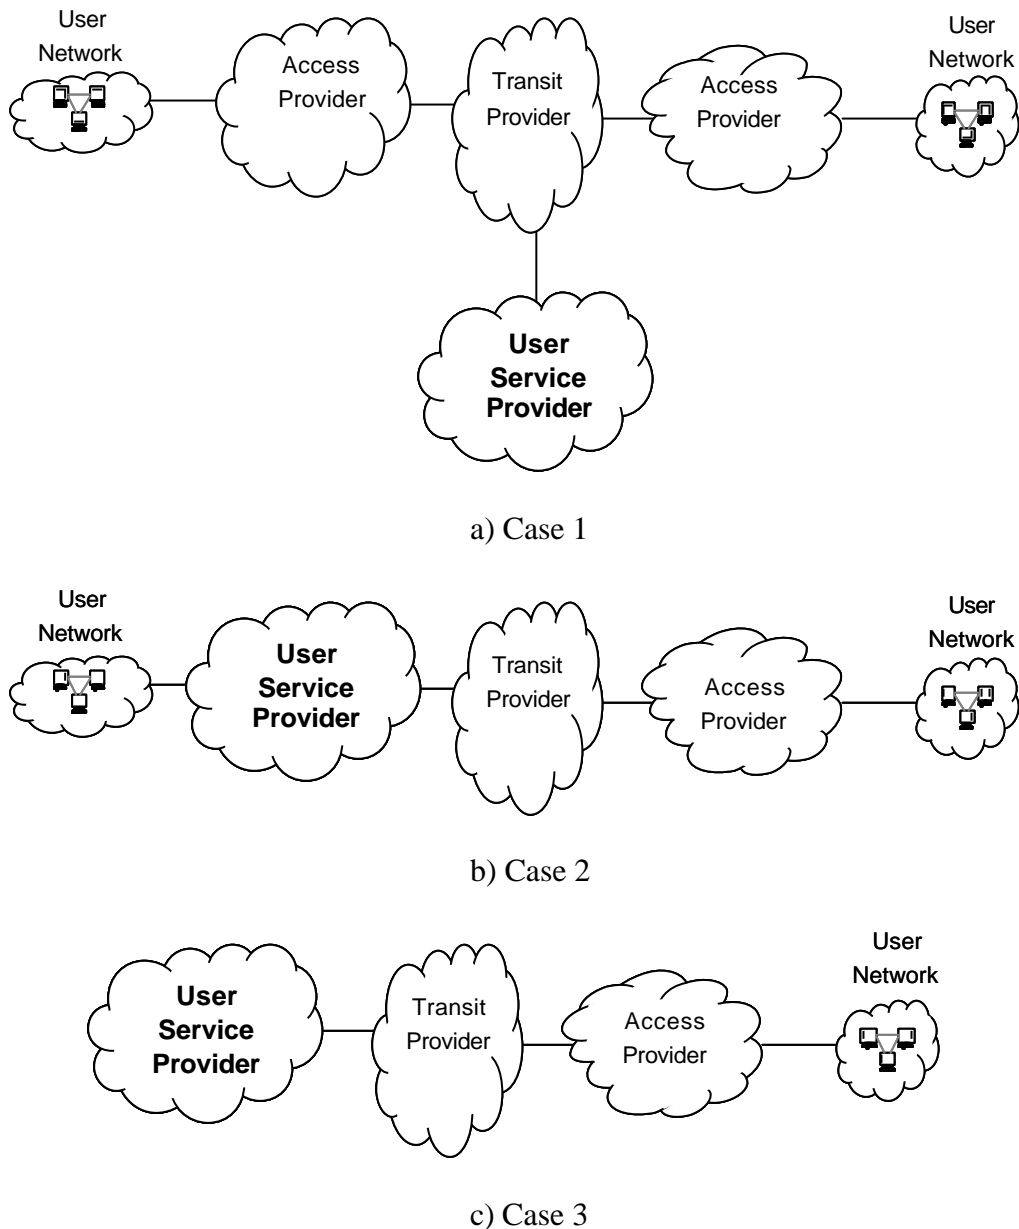 User
Network
Access
Provider
Transit
Provider
Access
Provider
User
Network
User
Service
Provider
a) Case 1
User
Network
User
Service
Provider
Transit
Provider
Access
Provider
User
Network
b) Case 2
User
Service
Provider
Transit
Provider
Access
Provider
User
Network
c) Case 3